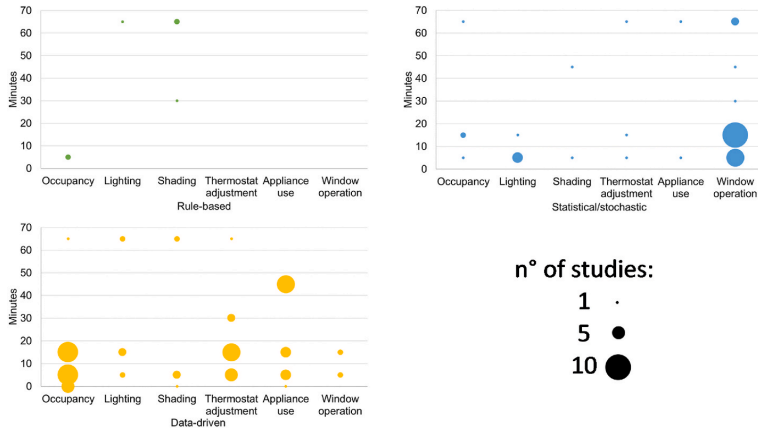 70
60
50
40
30
20
10
0
Minutes
Occupancy Lighting Shading Thermostat adjustment Appliance use Window operation
Rule-based
70
60
50
40
30
20
10
0
Minutes
Occupancy Lighting Shading Thermostat adjustment Appliance use Window operation
Statistical/stochastic
70
60
50
40
30
20
10
0
Minutes
Occupancy Lighting Shading Thermostat adjustment Appliance use Window operation
Data-driven
n° of studies:
1
5
10